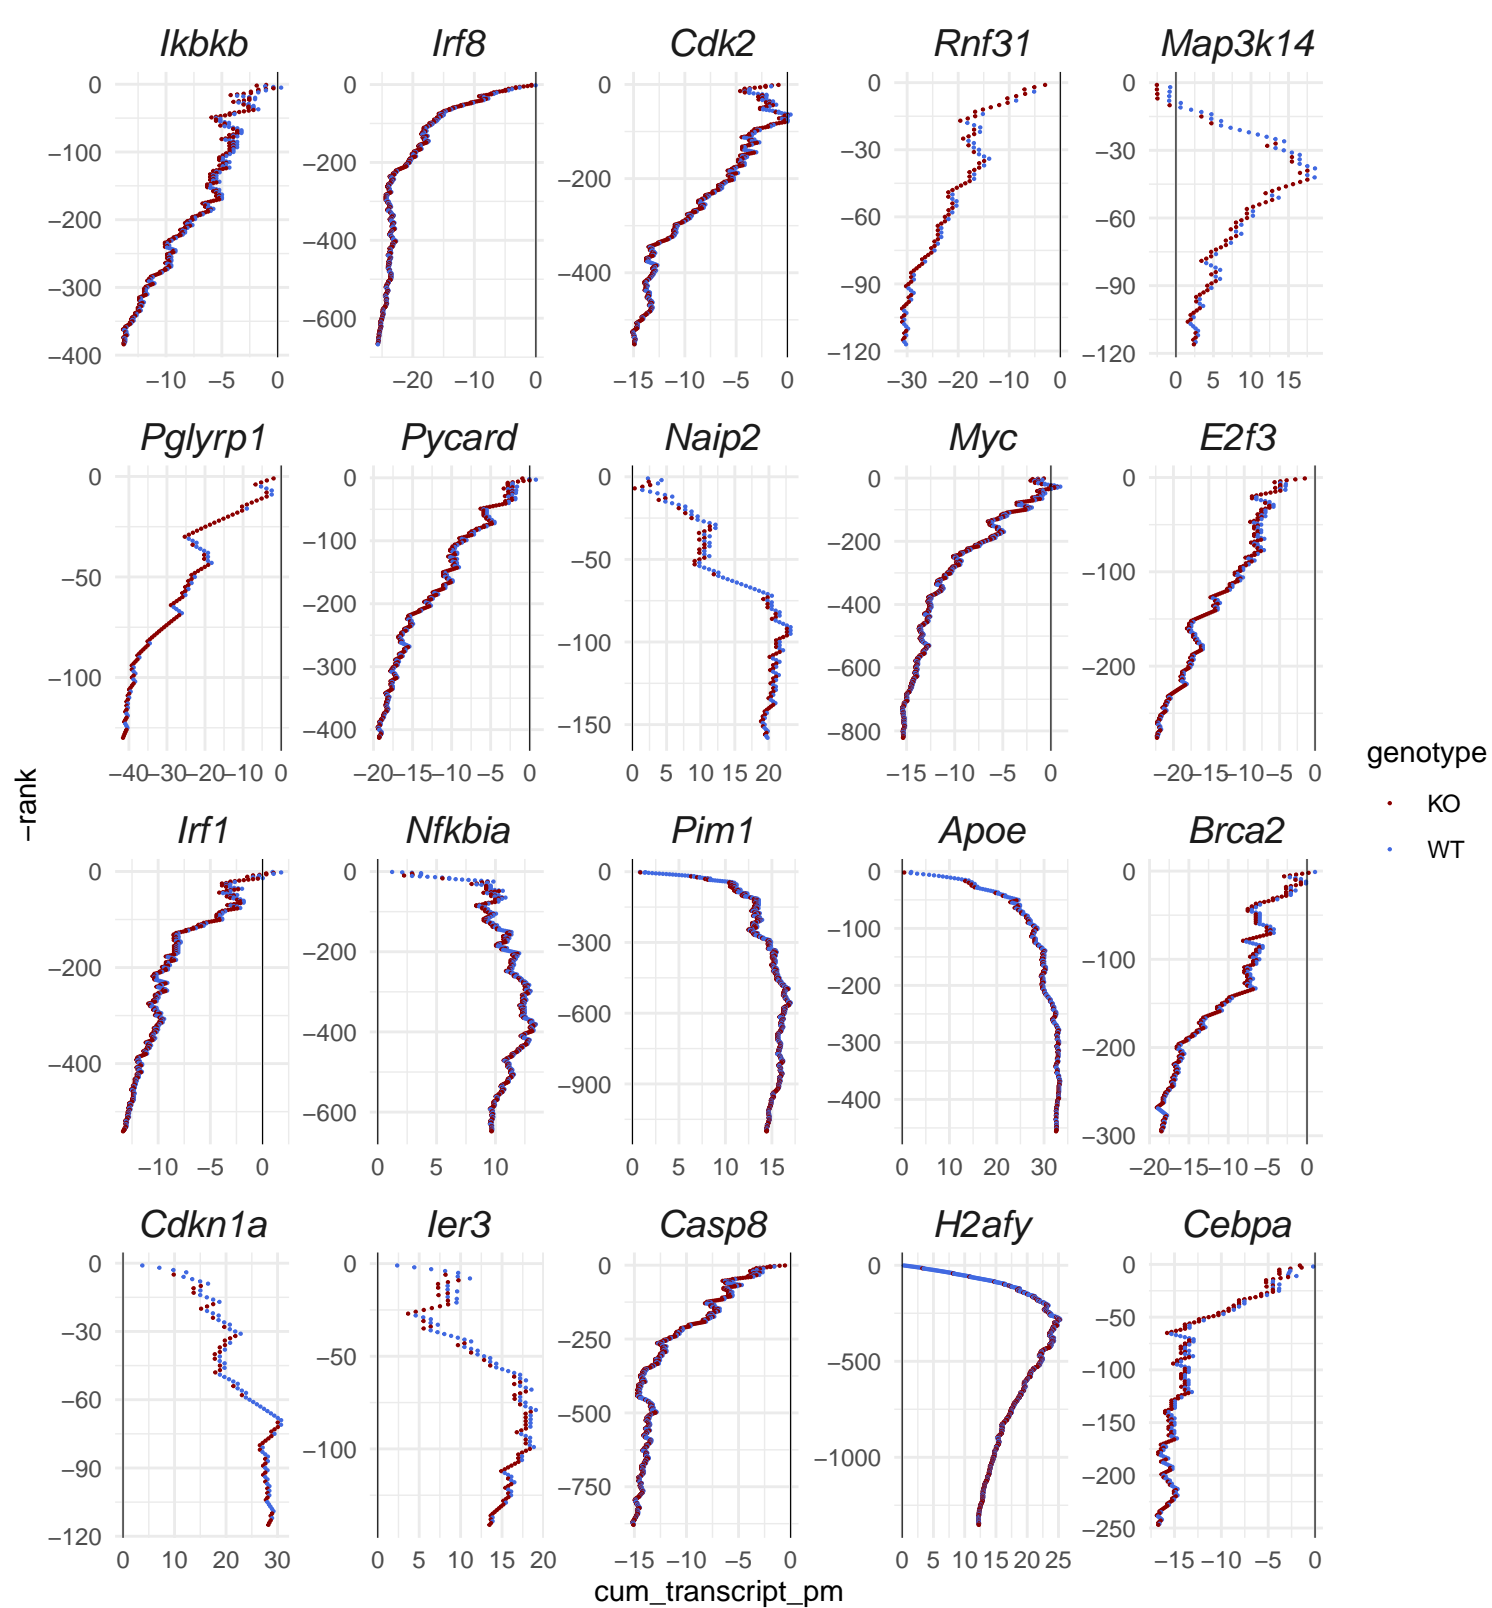 Ikbkb Irf8 Cdk2 Rnf31 Map3k14
0 0 0 0 0
−100 −200 −200 −30 −30
−200 −400 −400 −60 −60
−300 −600 −90 −90
−400 −120 −120
−10 −5 0 −20 −10 0 −15 −10 −5 0 −30 −20 −10 0 0 5 10 15
Pglyrp1 Pycard Naip2 Myc E2f3
0 0 0 0 0
−50 −100 −50 −200 −100
−100 −200 −100 −400 −200
−300 −150 −600
−400 −800
−40 −30 −20 −10 0 −20 −15 −10 −5 0 0 5 10 15 20 −15 −10 −5 0 −20 −15 −10 −5 0
−rank
genotype
KO
WT
Irf1 Nfkbia Pim1 Apoe Brca2
0 0 0 0 0
−200 −200 −300 −100 −100
−400 −400 −600 −200 −200
−600 −900 −300 −300
−400
−10 −5 0 0 5 10 0 5 10 15 0 10 20 30 −20 −15 −10 −5 0
Cdkn1a Ier3 Casp8 H2afy Cebpa
0 0 0 0 0
−30 −50 −250 −500 −50
−60 −100 −500 −1000 −100
−90 −750 −150
−120 −200
−250
0 10 20 30 0 5 10 15 20 −15 −10 −5 0 0 5 10 15 20 25 −15 −10 −5 0
cum_transcript_pm